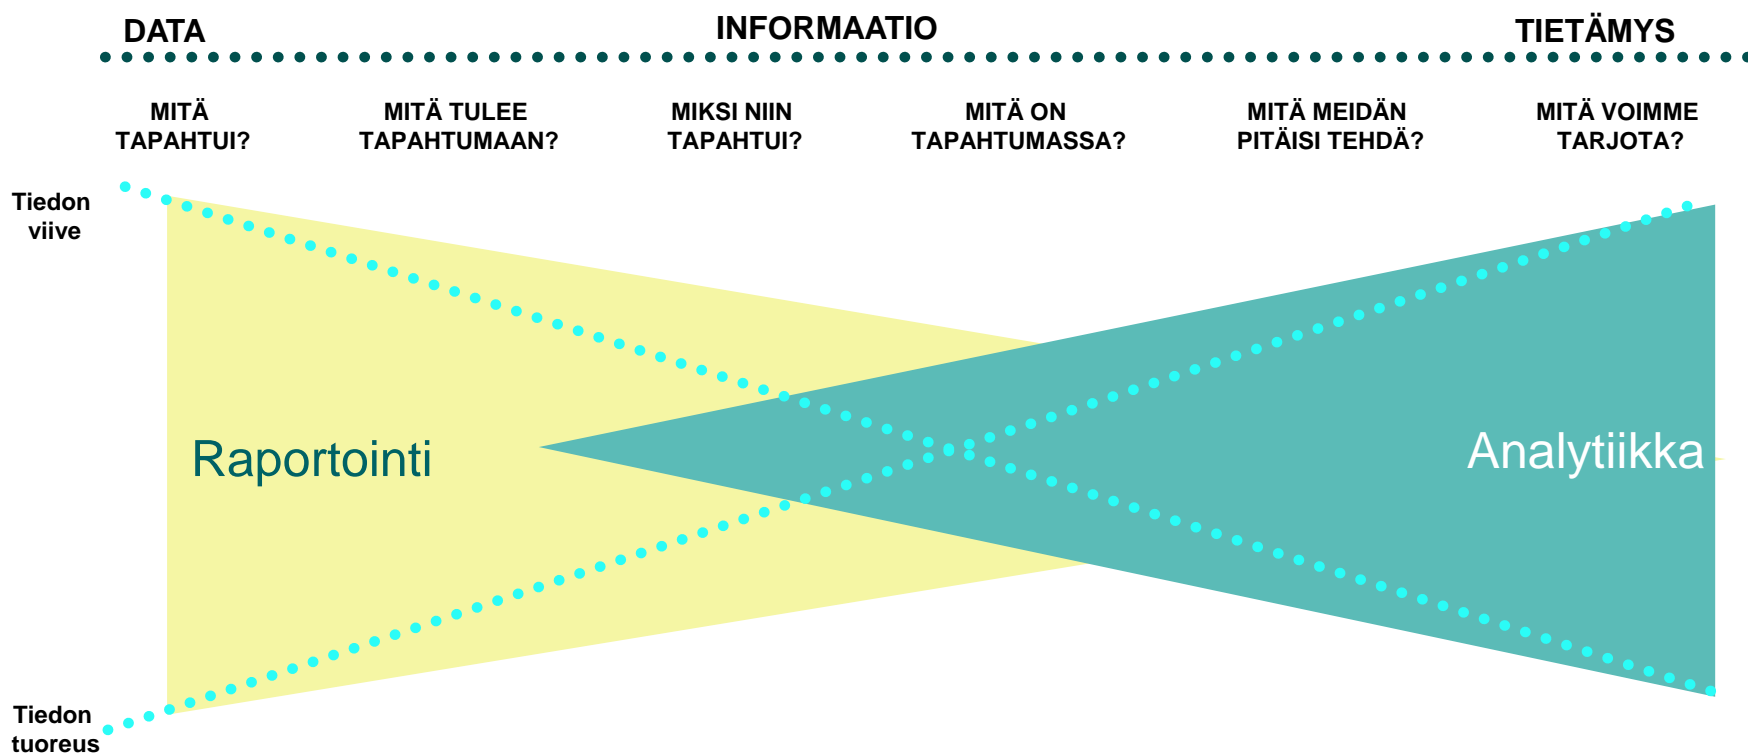 DATA
INFORMAATIO
TIETÄMYS
MITÄ
TAPAHTUI?
MITÄ TULEE
TAPAHTUMAAN?
MIKSI NIIN
TAPAHTUI?
MITÄ ON
TAPAHTUMASSA?
MITÄ MEIDÄN
PITÄISI TEHDÄ?
MITÄ VOIMME
TARJOTA?
Tiedon
viive
Raportointi
Analytiikka
Tiedon
tuoreus